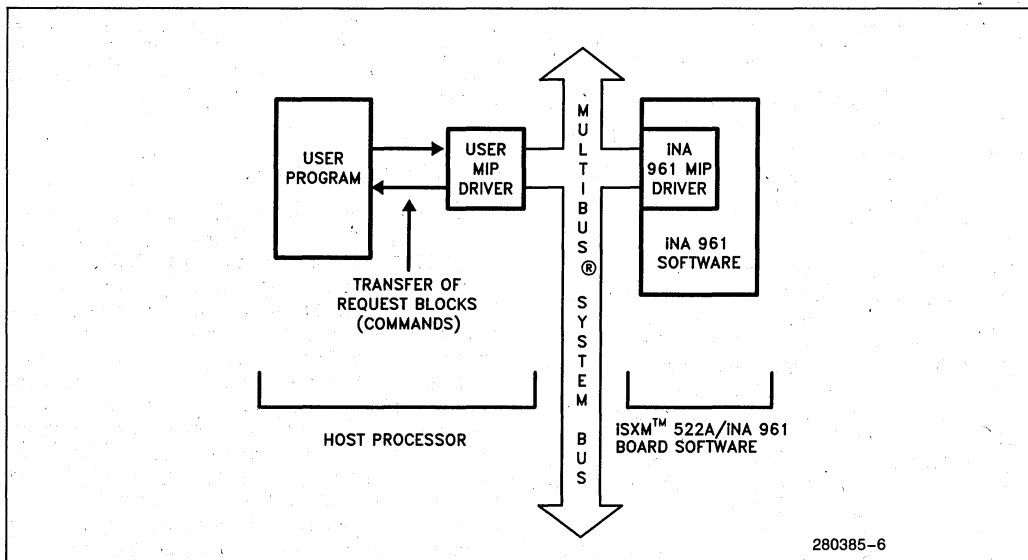 USER
PROGRAM
USER
MIP
DRIVER
TRANSFER OF
REQUEST BLOCKS
(COMMANDS)
MULTIBUS® SYSTEM BUS
iNA
961 MIP
DRIVER
iNA 961
SOFTWARE
HOST PROCESSOR
iSXM™ 522A/iNA 961
BOARD SOFTWARE
280385-6